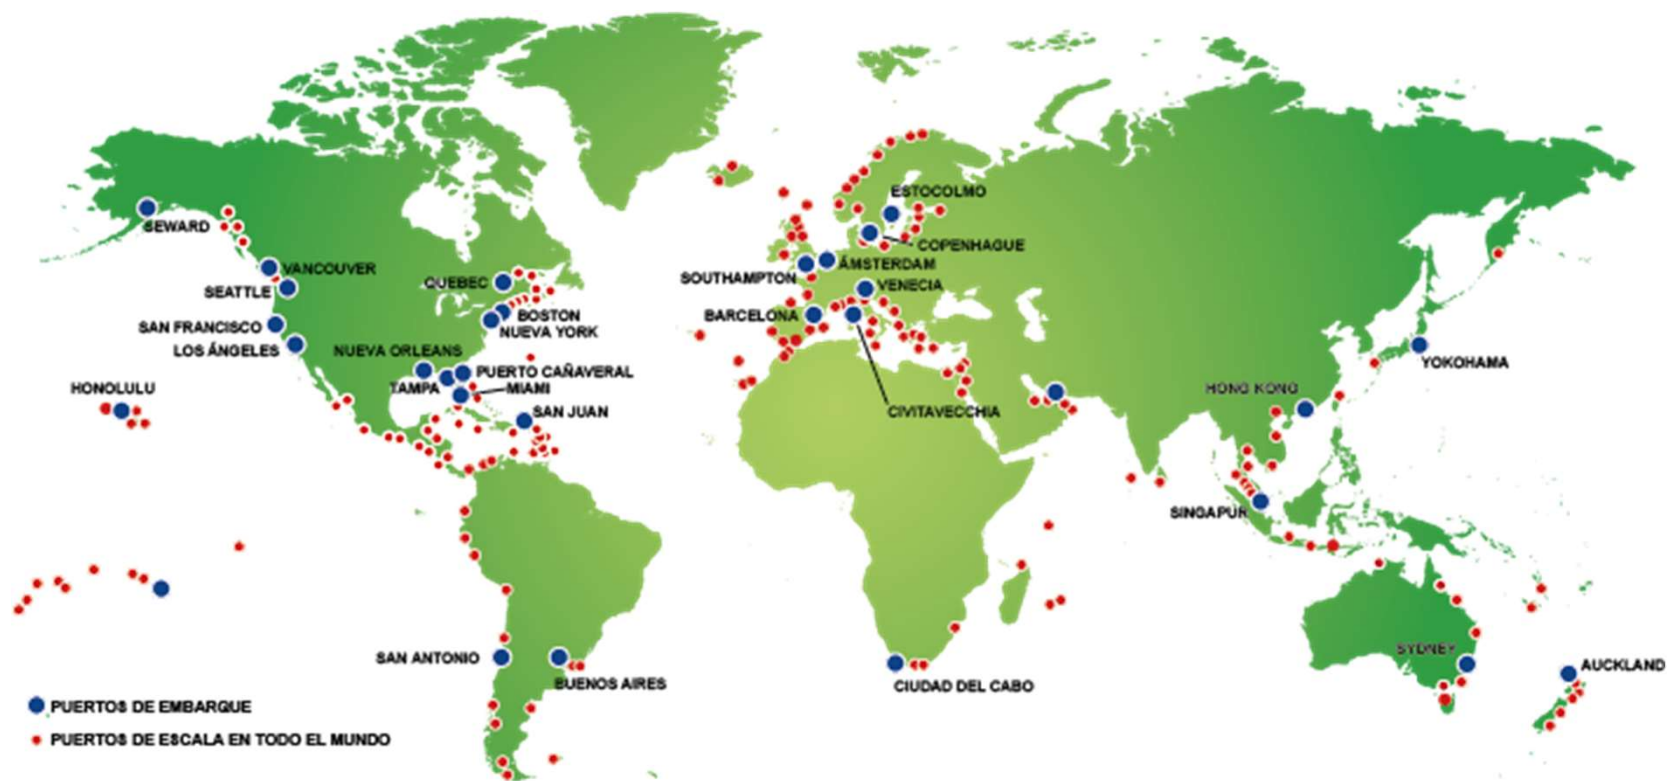 ESTOCOLMO
SEWARD
COPENHAGUE
VANCOUVER
ÁMSTERDAM
SOUTHAMPTON
QUEBEC
SEATTLE
VENECIA
BARCELONA
BOSTON
SAN FRANCISCO
NUEVA YORK
LOS ÁNGELES
NUEVA ORLEANS
YOKOHAMA
PUERTO CAÑAVERAL
HONOLULU
TAMPA
MIAMI
HONG KONG
SAN JUAN
CIVITAVECCHIA
SINGAPUR
SYDNEY
SAN ANTONIO
AUCKLAND
BUENOS AIRES
CIUDAD DEL CABO
PUERTOS DE EMBARQUE
PUERTOS DE ESCALA EN TODO EL MUNDO